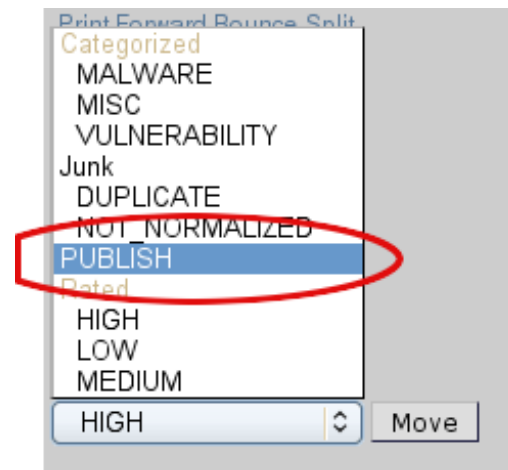 Print Forward Bounce Split
Categorized
MALWARE
MISC
VULNERABILITY
Junk
DUPLICATE
NOT_NORMALIZED
PUBLISH
Rated
HIGH
LOW
MEDIUM
HIGH Move